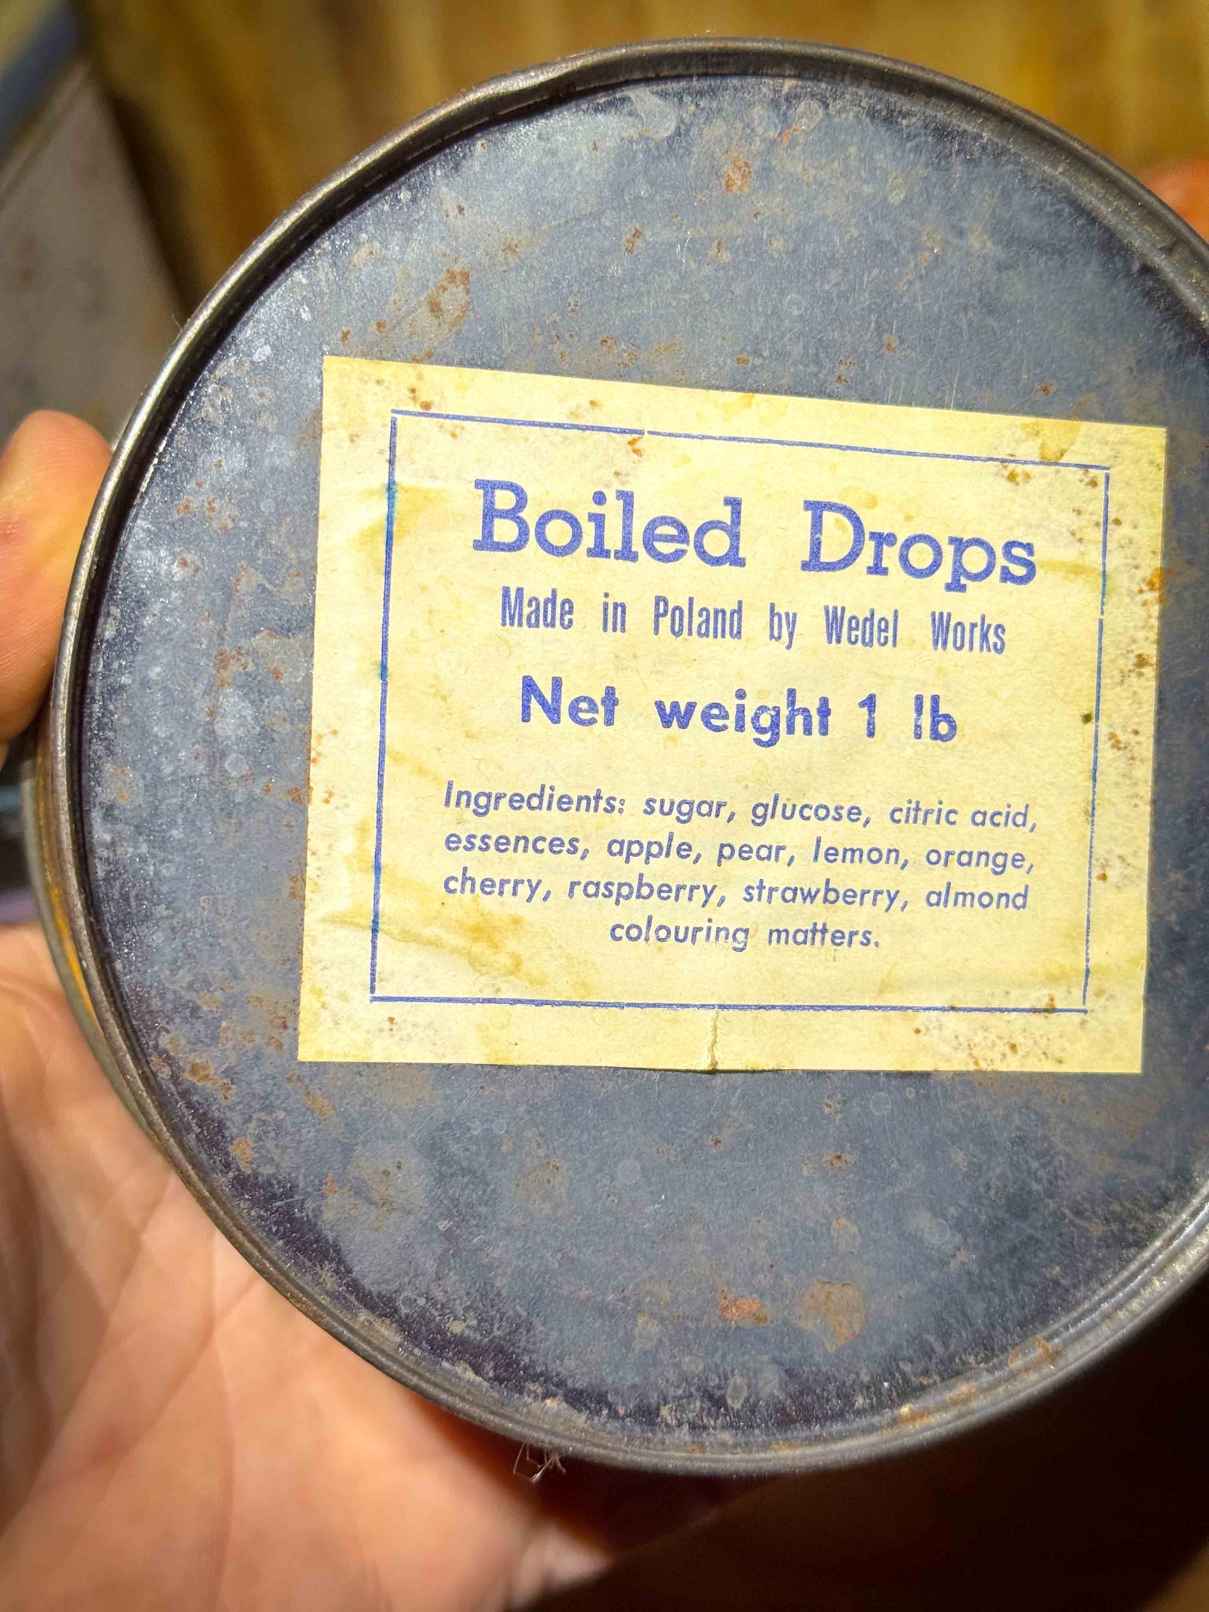 Boiled Drops
Made in Poland by Wedel Works
Net weight 1 lb
Ingredients: sugar, glucose, citric acid,
essences, apple, pear, lemon, orange,
cherry, raspberry, strawberry, almond
colouring matters.